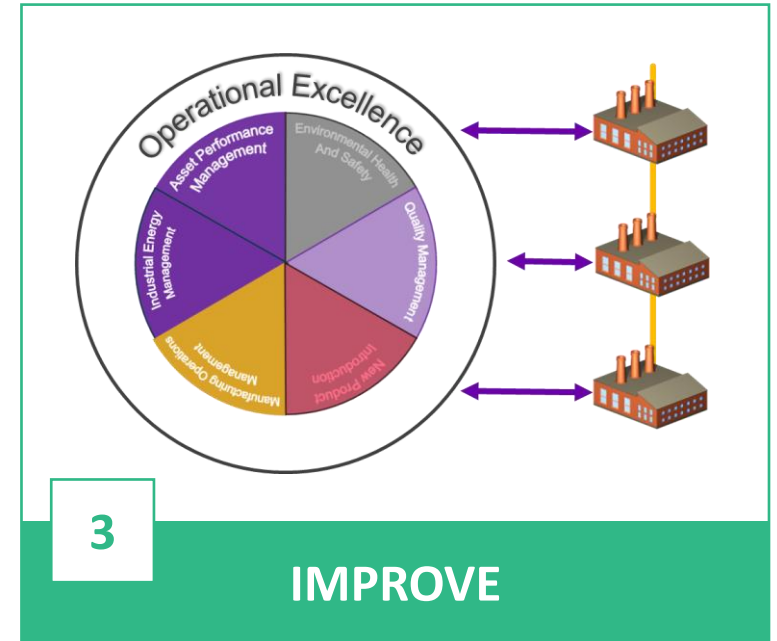 Operational Excellence
Asset Performance
Management
Environmental Health
And Safety
Industrial Energy
Management
Quality Management
Manufacturing Operations
Management
New Product
Introduction
3
IMPROVE